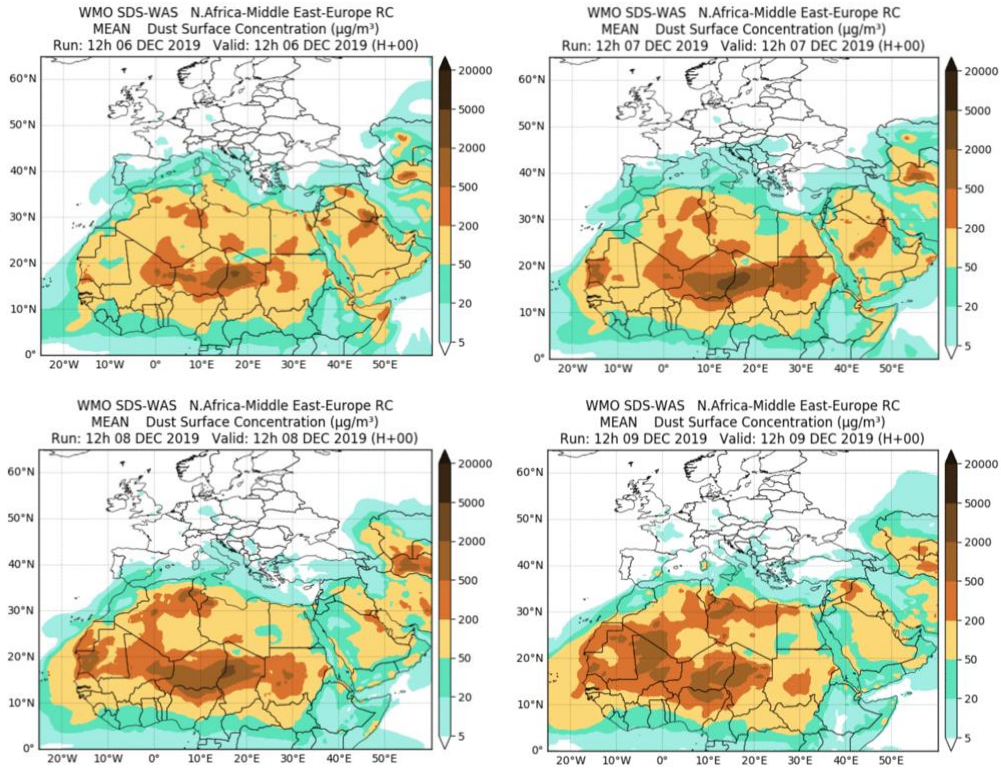 WMO SDS-WAS N.Africa-Middle East-Europe RC
MEAN Dust Surface Concentration (µg/m³)
Run: 12h 06 DEC 2019 Valid: 12h 06 DEC 2019 (H+00)
60°N
50°N
40°N
30°N
20°N
10°N
0°
20°W
10°W
0°
10°E
20°E
30°E
40°E
50°E
20000
5000
2000
500
200
50
20
5
WMO SDS-WAS N.Africa-Middle East-Europe RC
MEAN Dust Surface Concentration (µg/m³)
Run: 12h 07 DEC 2019 Valid: 12h 07 DEC 2019 (H+00)
60°N
50°N
40°N
30°N
20°N
10°N
0°
20°W
10°W
0°
10°E
20°E
30°E
40°E
50°E
20000
5000
2000
500
200
50
20
5
WMO SDS-WAS N.Africa-Middle East-Europe RC
MEAN Dust Surface Concentration (µg/m³)
Run: 12h 08 DEC 2019 Valid: 12h 08 DEC 2019 (H+00)
60°N
50°N
40°N
30°N
20°N
10°N
0°
20°W
10°W
0°
10°E
20°E
30°E
40°E
50°E
20000
5000
2000
500
200
50
20
5
WMO SDS-WAS N.Africa-Middle East-Europe RC
MEAN Dust Surface Concentration (µg/m³)
Run: 12h 09 DEC 2019 Valid: 12h 09 DEC 2019 (H+00)
60°N
50°N
40°N
30°N
20°N
10°N
0°
20°W
10°W
0°
10°E
20°E
30°E
40°E
50°E
20000
5000
2000
500
200
50
20
5